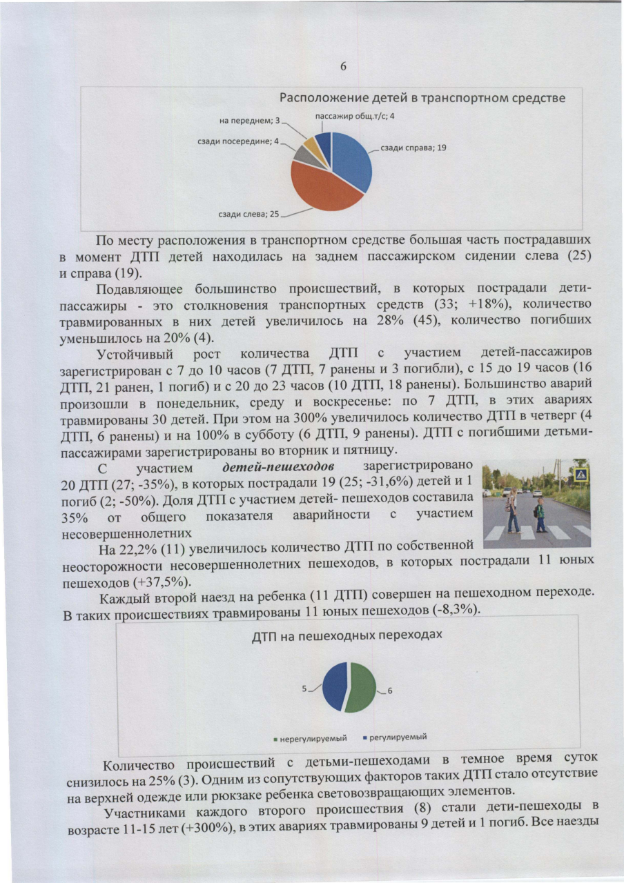 6
Расположение детей в транспортном средстве
на переднем; 3
пассажир общ.т/с; 4
сзади посередине; 4
сзади справа; 19
сзади слева; 25
По месту расположения в транспортном средстве большая часть пострадавших
в момент ДТП детей находилась на заднем пассажирском сидении слева (25)
и справа (19).
Подавляющее большинство происшествий, в которых пострадали дети-
пассажиры - это столкновения транспортных средств (33; +18%), количество
травмированных в них детей увеличилось на 28% (45), количество погибших
уменьшилось на 20% (4).
Устойчивый рост количества ДТП с участием детей-пассажиров
зарегистрирован с 7 до 10 часов (7 ДТП, 7 ранены и 3 погибли), с 15 до 19 часов (16
ДТП, 21 ранен, 1 погиб) и с 20 до 23 часов (10 ДТП, 18 ранены). Большинство аварий
произошли в понедельник, среду и воскресенье: по 7 ДТП, в этих авариях
травмированы 30 детей. При этом на 300% увеличилось количество ДТП в четверг (4
ДТП, 6 ранены) и на 100% в субботу (6 ДТП, 9 ранены). ДТП с погибшими детьми-
пассажирами зарегистрированы во вторник и пятницу.
С участием детей-пешеходов зарегистрировано
20 ДТП (27; -35%), в которых пострадали 19 (25; -31,6%) детей и 1
погиб (2; -50%). Доля ДТП с участием детей- пешеходов составила
35% от общего показателя аварийности с участием
несовершеннолетних
На 22,2% (11) увеличилось количество ДТП по собственной
неосторожности несовершеннолетних пешеходов, в которых пострадали 11 юных
пешеходов (+37,5%).
Каждый второй наезд на ребенка (11 ДТП) совершен на пешеходном переходе.
В таких происшествиях травмированы 11 юных пешеходов (-8,3%).
ДТП на пешеходных переходах
5
6
нерегулируемый регулируемый
Количество происшествий с детьми-пешеходами в темное время суток
снизилось на 25% (3). Одним из сопутствующих факторов таких ДТП стало отсутствие
на верхней одежде или рюкзаке ребенка световозвращающих элементов.
Участниками каждого второго происшествия (8) стали дети-пешеходы в
возрасте 11-15 лет (+300%), в этих авариях травмированы 9 детей и 1 погиб. Все наезды